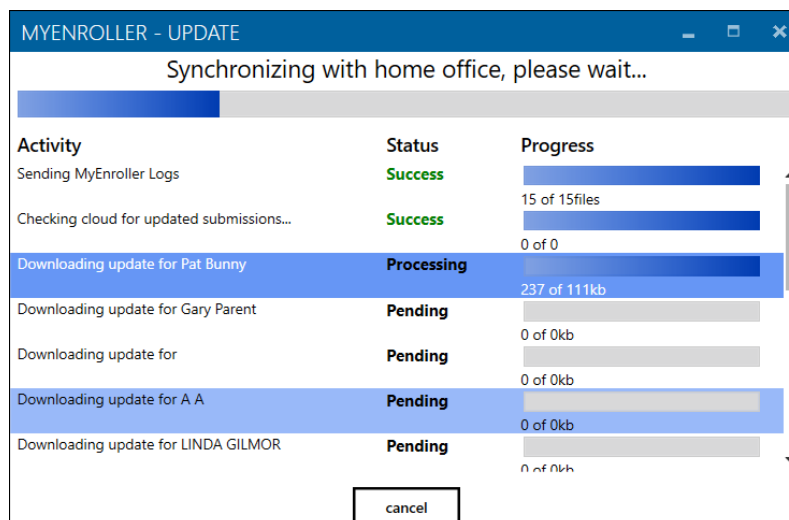 MYENROLLER - UPDATE
Synchronizing with home office, please wait...
Activity Status Progress
Sending MyEnroller Logs Success
15 of 15files
Checking cloud for updated submissions... Success
0 of 0
Downloading update for Pat Bunny Processing
237 of 111kb
Downloading update for Gary Parent Pending
0 of 0kb
Downloading update for Pending
0 of 0kb
Downloading update for A A Pending
0 of 0kb
Downloading update for LINDA GILMOR Pending
0 of 0kb
cancel